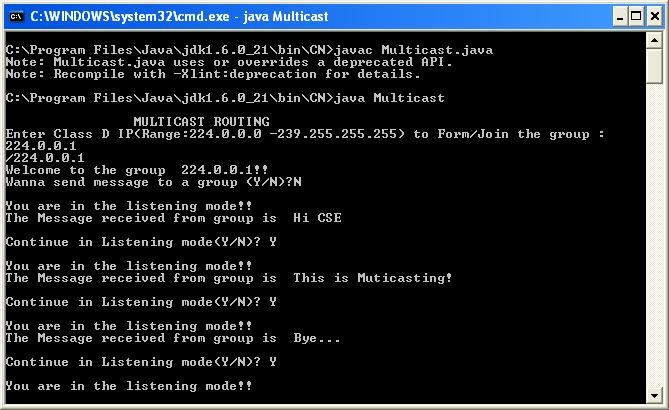 C:\WINDOWS\system32\cmd.exe - java Multicast
C:\Program Files\Java\jdk1.6.0_21\bin\CN>javac Multicast.java
Note: Multicast.java uses or overrides a deprecated API.
Note: Recompile with -Xlint:deprecation for details.
C:\Program Files\Java\jdk1.6.0_21\bin\CN>java Multicast
MULTICAST ROUTING
Enter Class D IP(Range:224.0.0.0 -239.255.255.255) to Form/Join the group :
224.0.0.1
/224.0.0.1
Welcome to the group  224.0.0.1!!
Wanna send message to a group (Y/N)?N
You are in the listening mode!!
The Message received from group is  Hi CSE
Continue in Listening mode(Y/N)? Y
You are in the listening mode!!
The Message received from group is  This is Muticasting!
Continue in Listening mode(Y/N)? Y
You are in the listening mode!!
The Message received from group is  Bye...
Continue in Listening mode(Y/N)? Y
You are in the listening mode!!